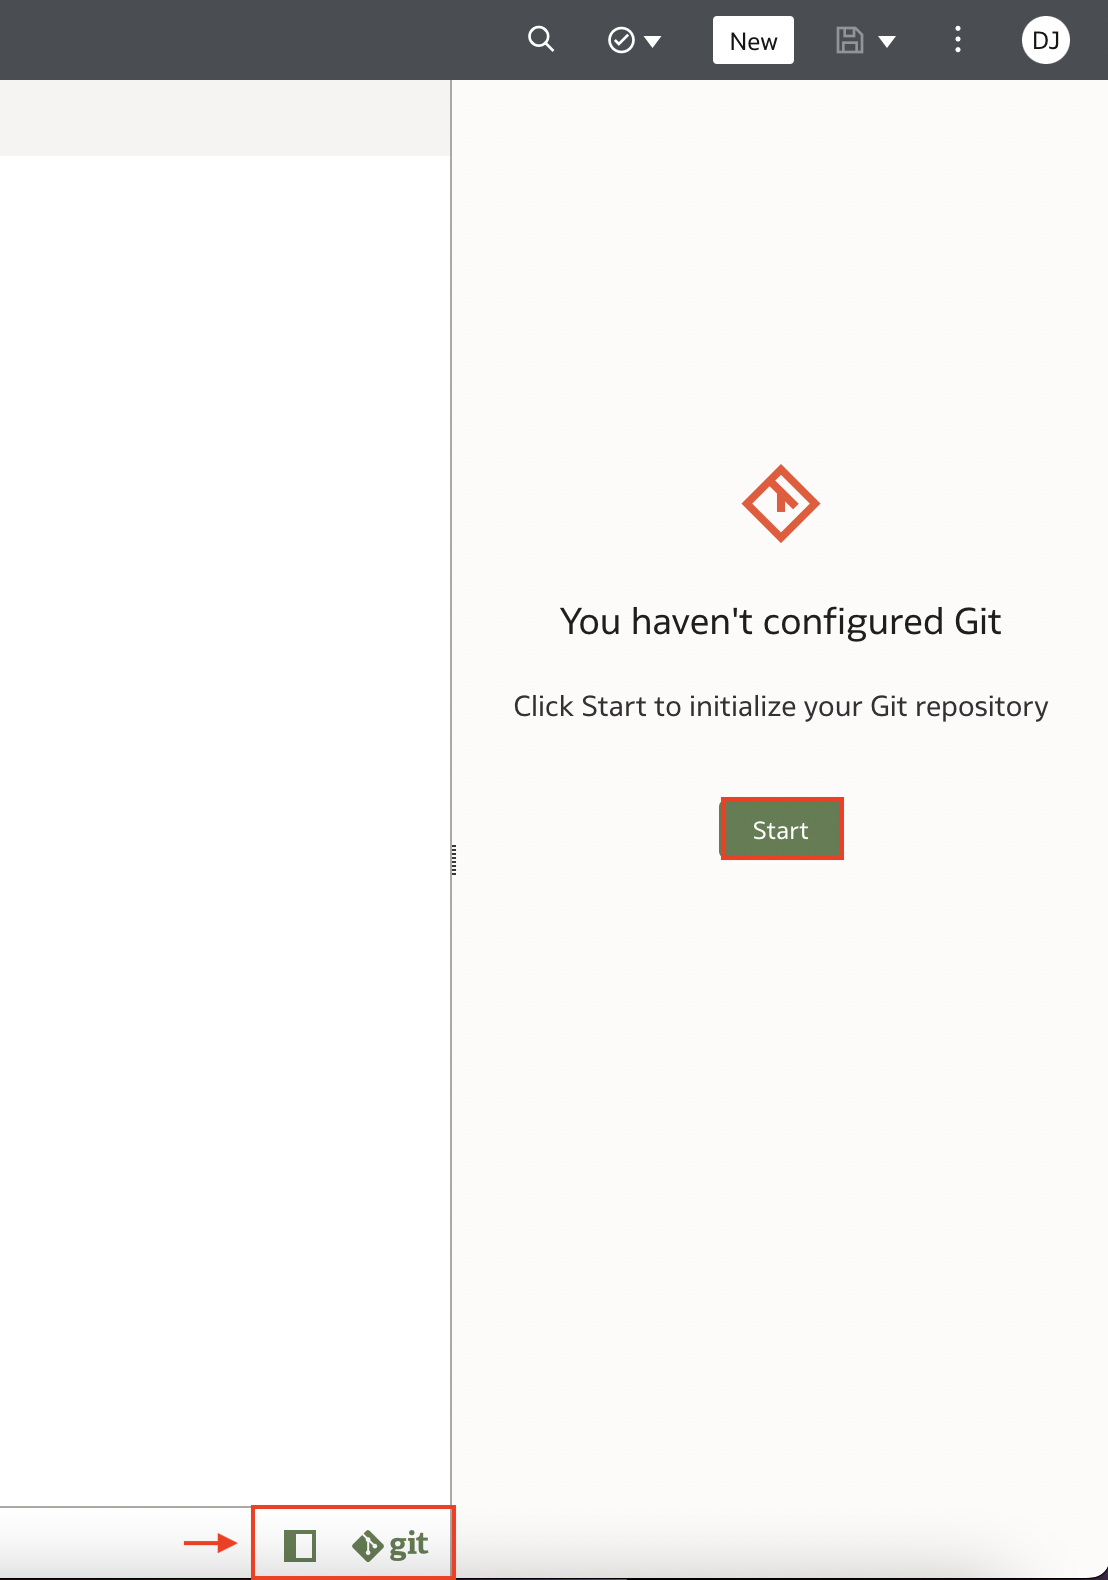 New
DJ
You haven't configured Git
Click Start to initialize your Git repository
Start
git